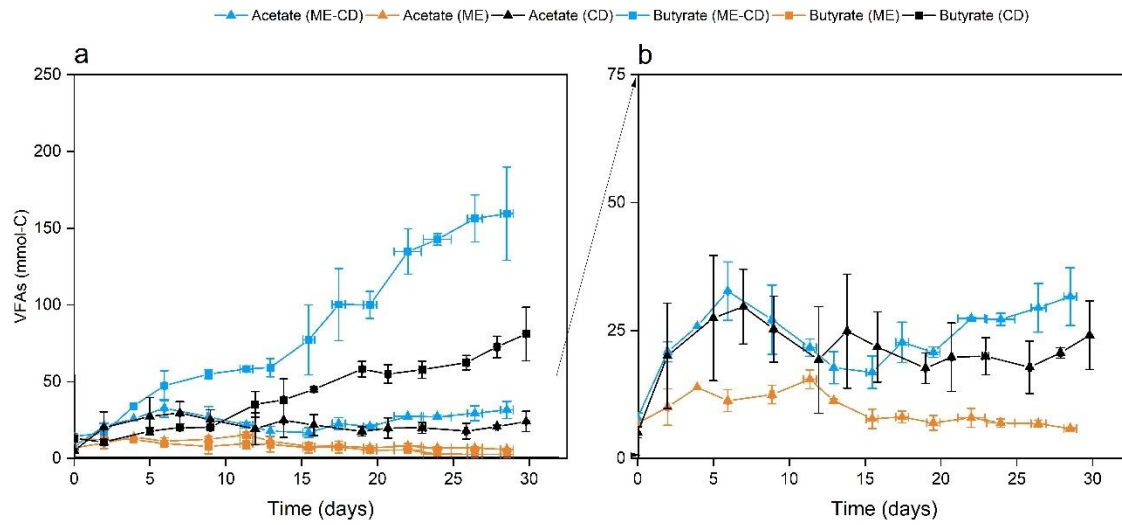 Acetate (ME-CD) Acetate (ME) Acetate (CD) Butyrate (ME-CD) Butyrate (ME) Butyrate (CD)
a
250
200
150
100
50
0
VFAs (mmol-C)
0 5 10 15 20 25 30
Time (days)
b
75
50
25
0
0 5 10 15 20 25 30
Time (days)